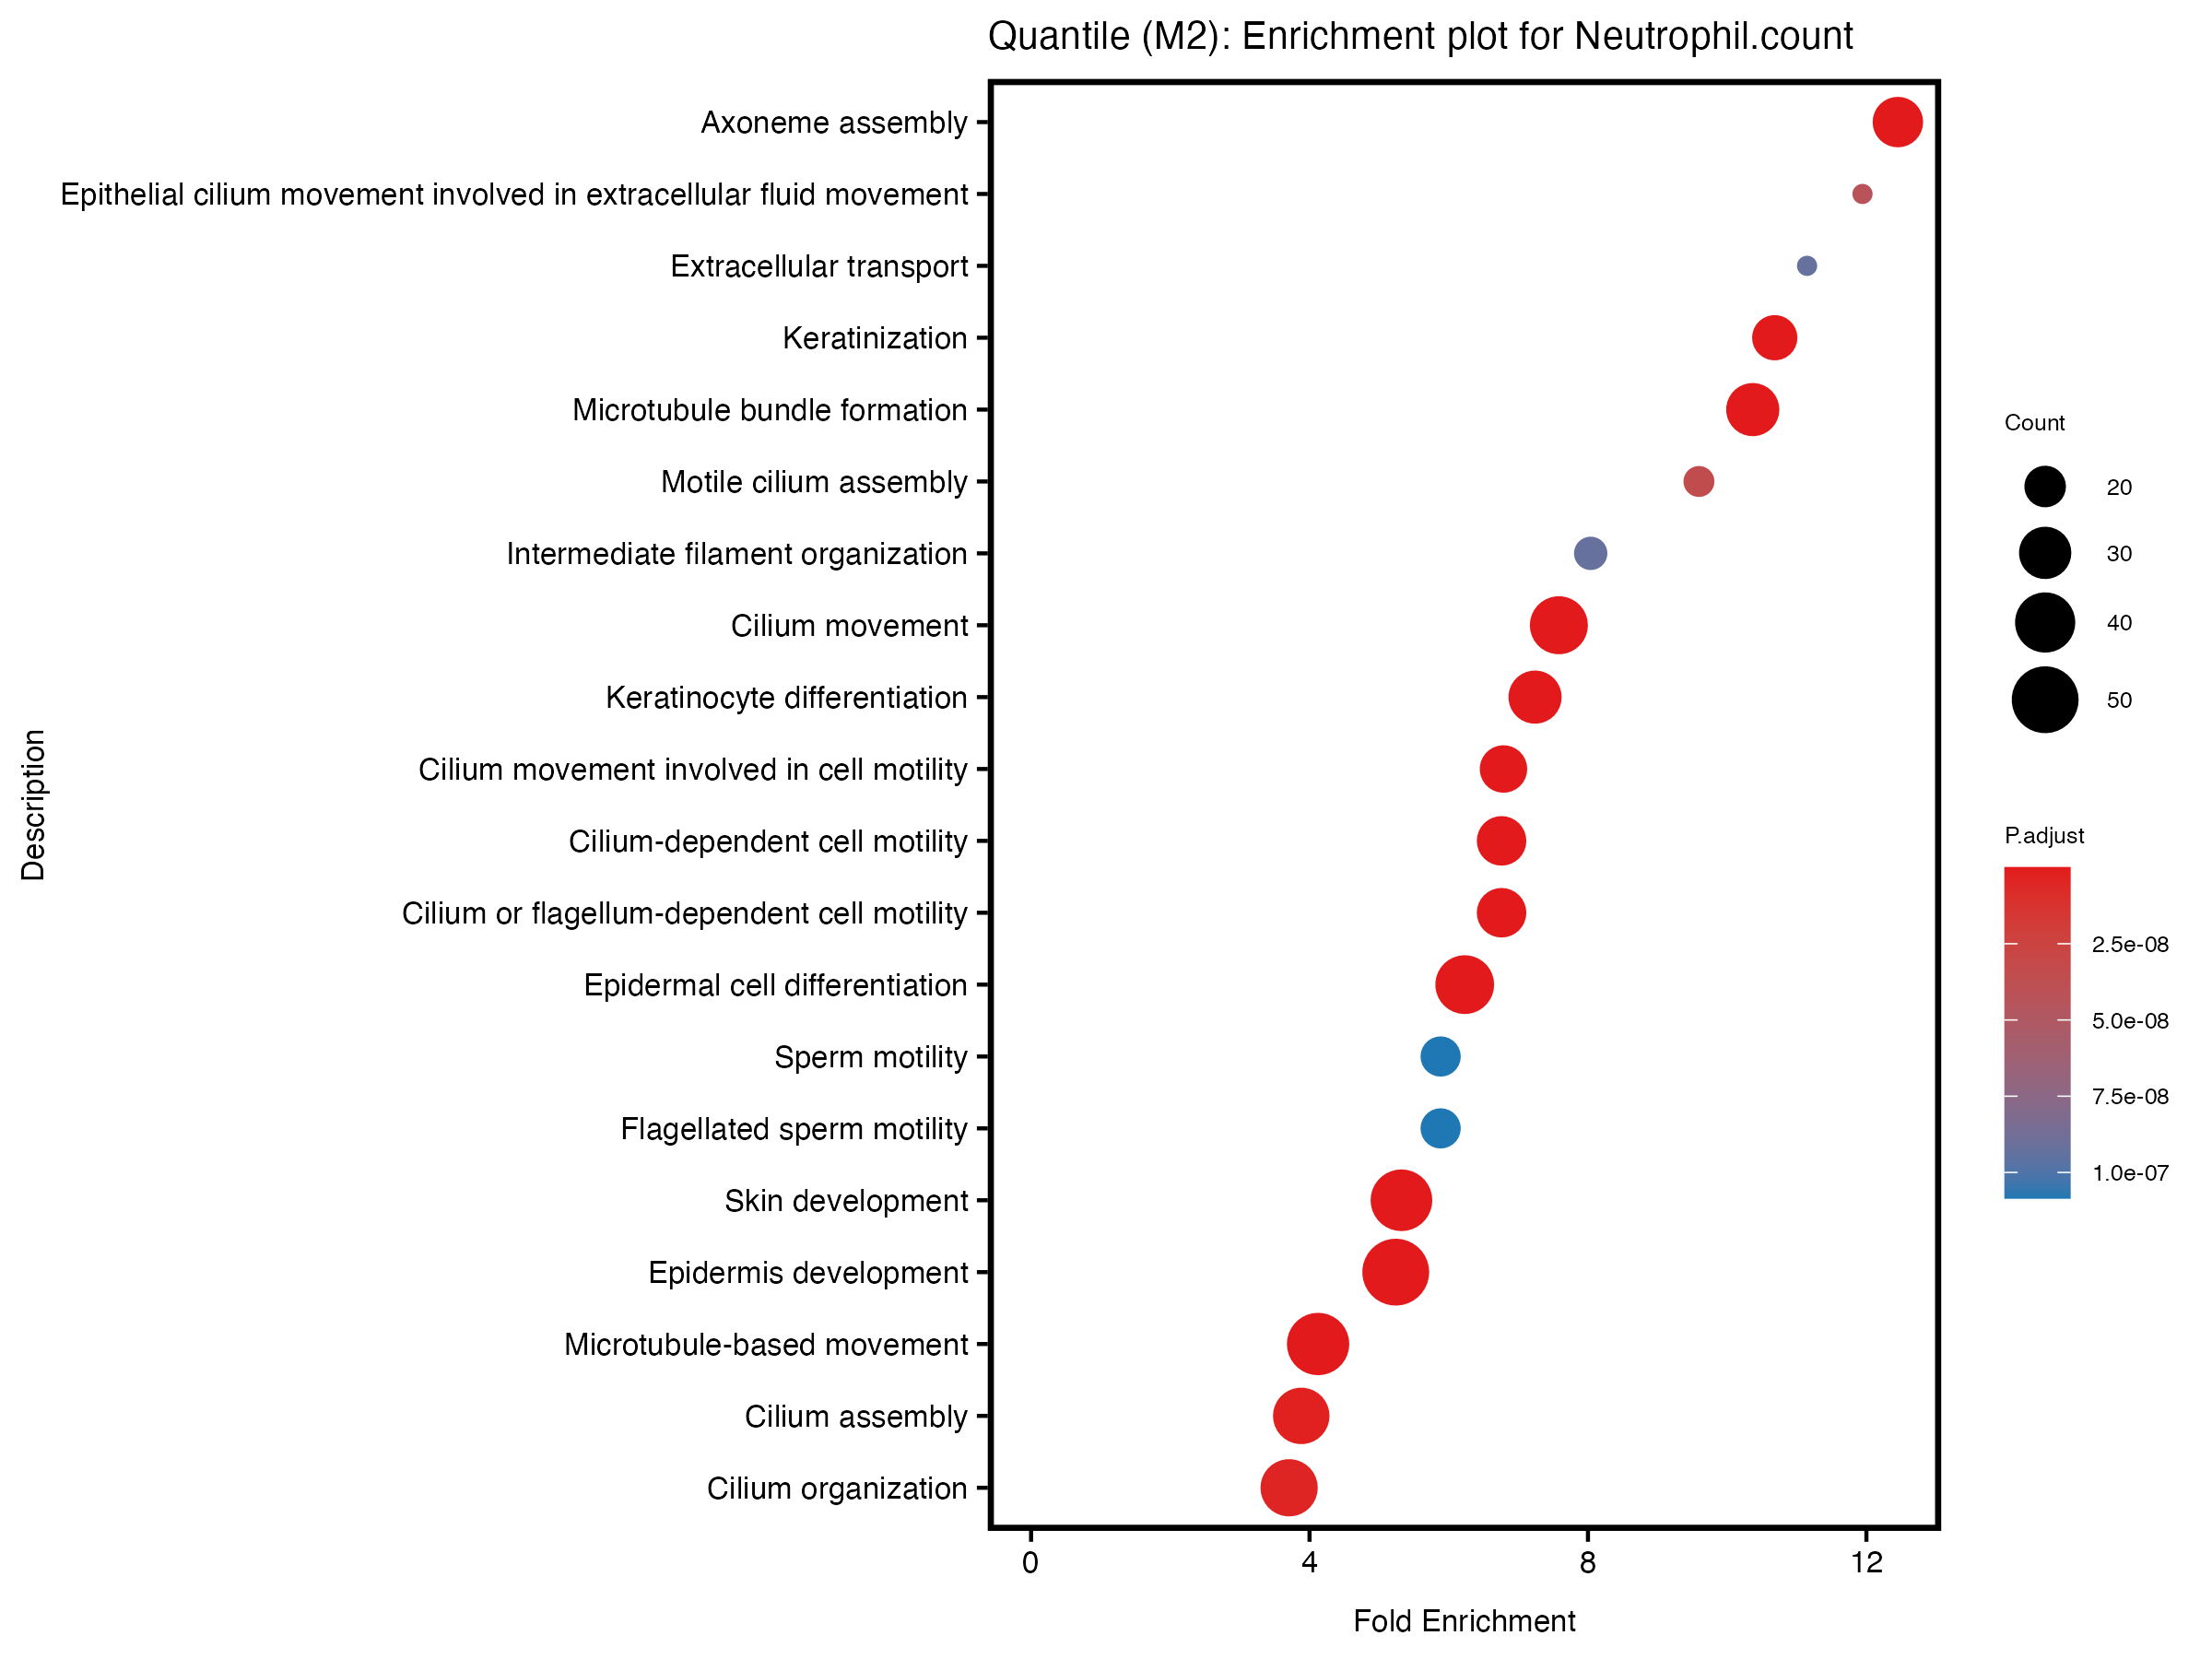 Quantile (M2): Enrichment plot for Neutrophil.count
Description
Axoneme assembly
Epithelial cilium movement involved in extracellular fluid movement
Extracellular transport
Keratinization
Microtubule bundle formation
Motile cilium assembly
Intermediate filament organization
Cilium movement
Keratinocyte differentiation
Cilium movement involved in cell motility
Cilium-dependent cell motility
Cilium or flagellum-dependent cell motility
Epidermal cell differentiation
Sperm motility
Flagellated sperm motility
Skin development
Epidermis development
Microtubule-based movement
Cilium assembly
Cilium organization
0 4 8 12
Fold Enrichment
Count
20
30
40
50
P.adjust
2.5e-08
5.0e-08
7.5e-08
1.0e-07